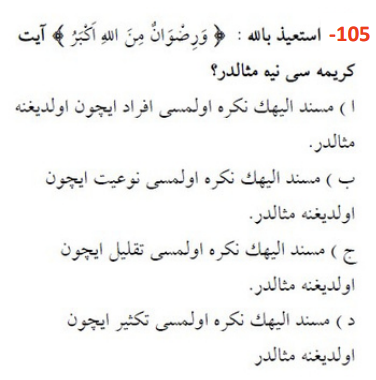 105- استعيذ بالله : ﴿ وَرِضْوَانٌ مِنَ اللهِ اَكْبَرُ ﴾ آيت
كريمه سى نيه مثالدر؟
ا ) مسند اليهك نكره اولمسى افراد ايچون اولديغنه
مثالدر.
ب ) مسند اليهك نكره اولمسى نوعيت ايچون
اولديغنه مثالدر.
ج ) مسند اليهك نكره اولمسى تقليل ايچون
اولديغنه مثالدر.
د ) مسند اليهك نكره اولمسى تكثير ايچون
اولديغنه مثالدر